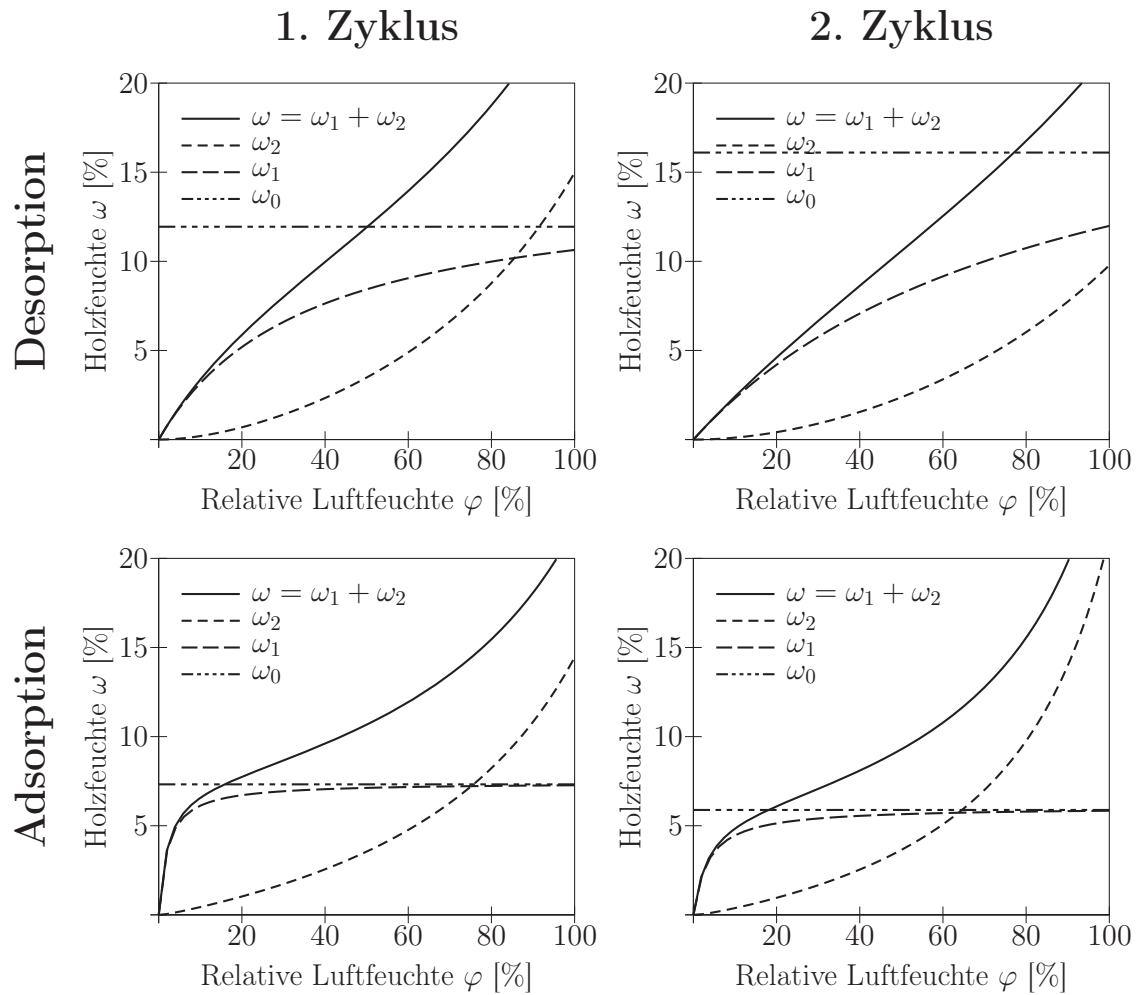 1. Zyklus
2. Zyklus
Desorption
20
15
10
5
20
40
60
80
100
Holzfeuchte ω [%]
Relative Luftfeuchte φ [%]
ω = ω₁ + ω₂
ω₂
ω₁
ω₀
20
15
10
5
20
40
60
80
100
Holzfeuchte ω [%]
Relative Luftfeuchte φ [%]
ω = ω₁ + ω₂
ω₂
ω₁
ω₀
Adsorption
20
15
10
5
20
40
60
80
100
Holzfeuchte ω [%]
Relative Luftfeuchte φ [%]
ω = ω₁ + ω₂
ω₂
ω₁
ω₀
20
15
10
5
20
40
60
80
100
Holzfeuchte ω [%]
Relative Luftfeuchte φ [%]
ω = ω₁ + ω₂
ω₂
ω₁
ω₀